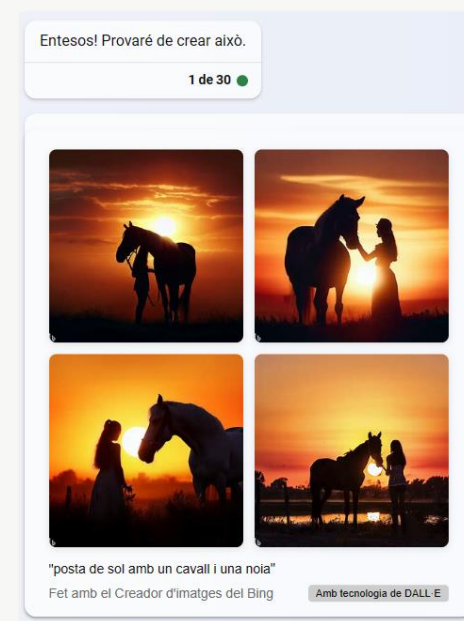 Entesos! Provaré de crear això.
1 de 30
"posta de sol amb un cavall i una noia"
Fet amb el Creador d'imatges del Bing
Amb tecnologia de DALL·E